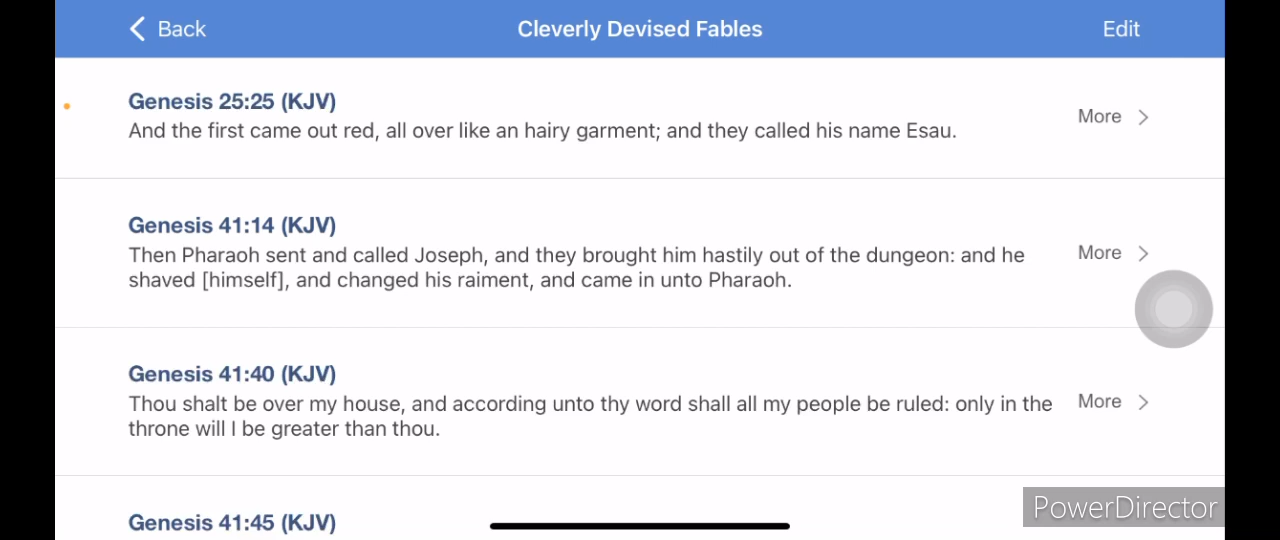 Back
Cleverly Devised Fables
Edit
Genesis 25:25 (KJV)
And the first came out red, all over like an hairy garment; and they called his name Esau.
More
Genesis 41:14 (KJV)
Then Pharaoh sent and called Joseph, and they brought him hastily out of the dungeon: and he
shaved [himself], and changed his raiment, and came in unto Pharaoh.
More
Genesis 41:40 (KJV)
Thou shalt be over my house, and according unto thy word shall all my people be ruled: only in the
throne will I be greater than thou.
More
Genesis 41:45 (KJV)
PowerDirector